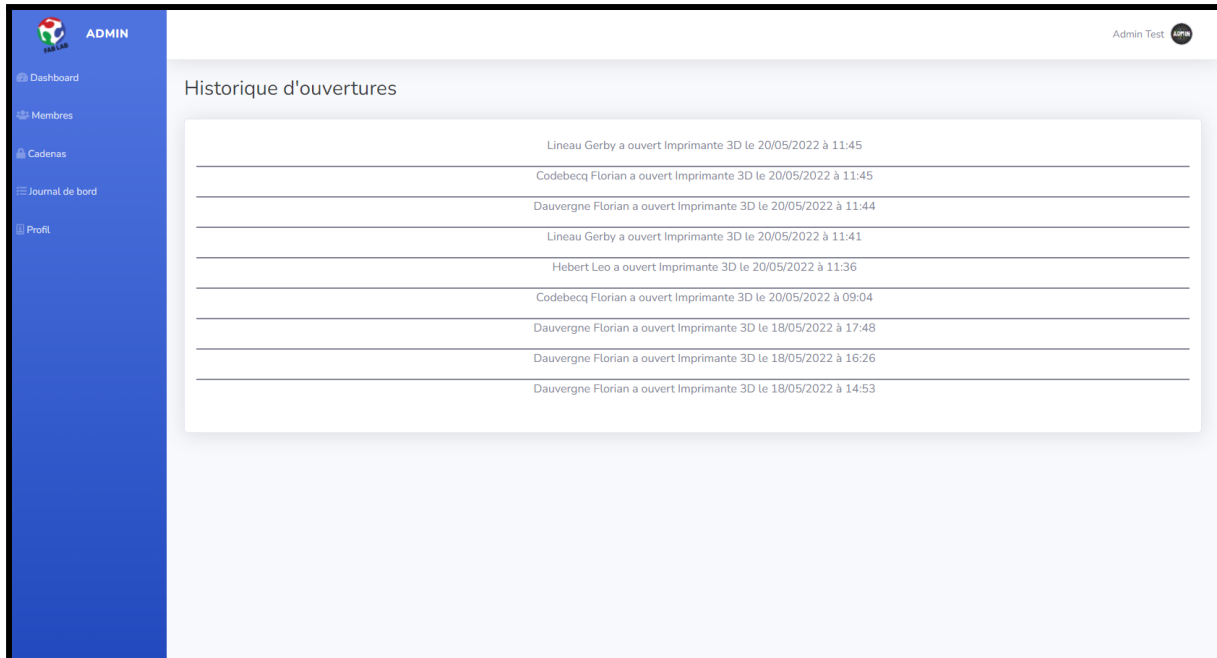 FAB LAB
ADMIN
Admin Test
ADMIN
Dashboard
Membres
Cadenas
Journal de bord
Profil
Historique d'ouvertures
Lineau Gerby a ouvert Imprimante 3D le 20/05/2022 à 11:45
Codebecq Florian a ouvert Imprimante 3D le 20/05/2022 à 11:45
Dauvergne Florian a ouvert Imprimante 3D le 20/05/2022 à 11:44
Lineau Gerby a ouvert Imprimante 3D le 20/05/2022 à 11:41
Hebert Leo a ouvert Imprimante 3D le 20/05/2022 à 11:36
Codebecq Florian a ouvert Imprimante 3D le 20/05/2022 à 09:04
Dauvergne Florian a ouvert Imprimante 3D le 18/05/2022 à 17:48
Dauvergne Florian a ouvert Imprimante 3D le 18/05/2022 à 16:26
Dauvergne Florian a ouvert Imprimante 3D le 18/05/2022 à 14:53